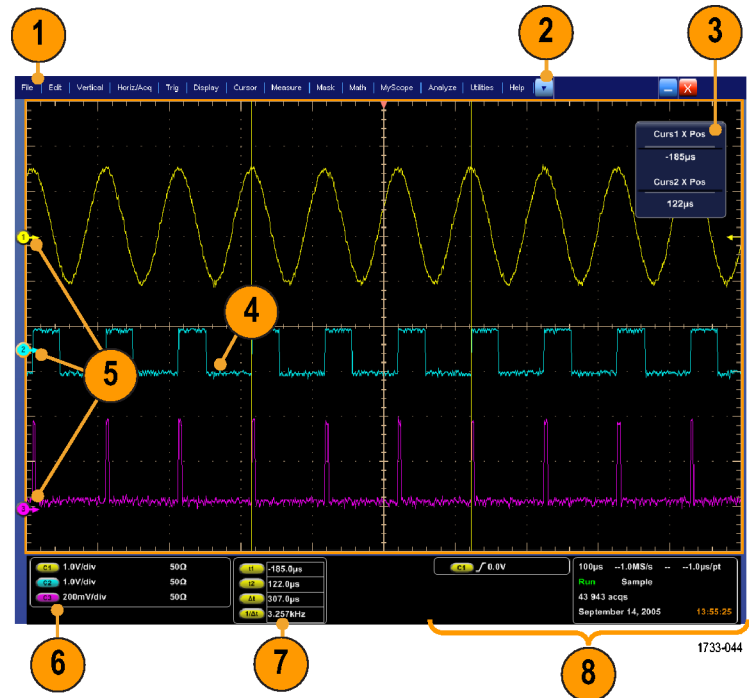 1
2
3
File Edit Vertical Horiz/Acq Trig Display Cursor Measure Mask Math MyScope Analyze Utilities Help
X
Curs1 X Pos
-185µs
Curs2 X Pos
122µs
1
4
2
5
3
C1 1.0V/div 50Ω
C2 1.0V/div 50Ω
C3 200mV/div 50Ω
t1 -185.0µs
t2 122.0µs
Δt 307.0µs
1/Δt 3.257kHz
C1 0.0V
100µs --1.0MS/s -- --1.0µs/pt
Run Sample
43 943 acqs
September 14, 2005 13:55:25
6
7
8
1733-044